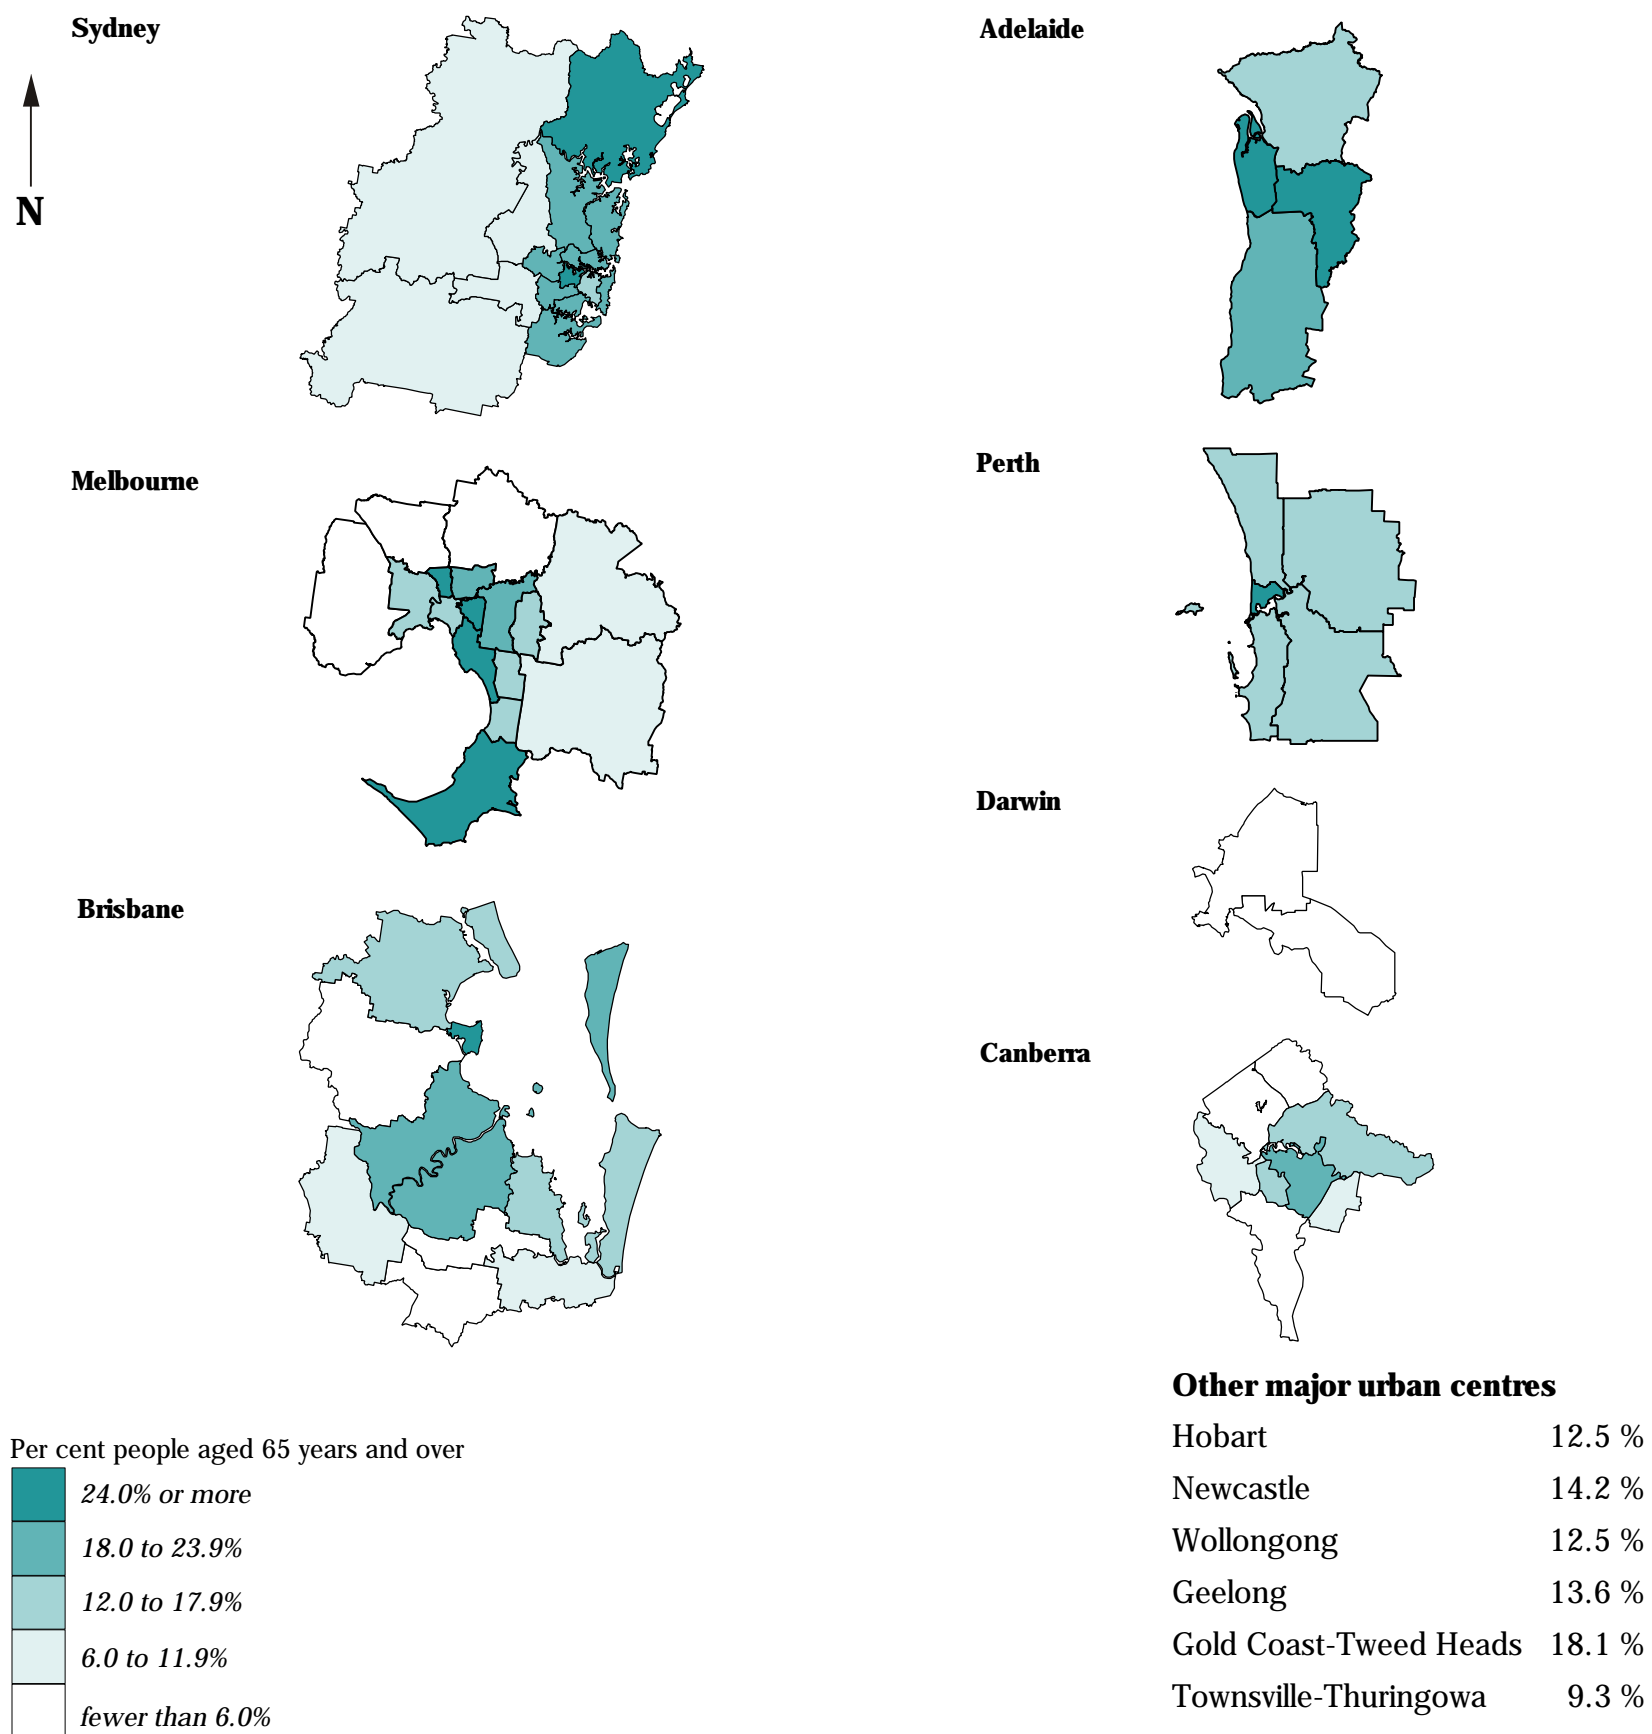 Sydney
Adelaide
N
Melbourne
Perth
Darwin
Brisbane
Canberra
Per cent people aged 65 years and over
24.0% or more
18.0 to 23.9%
12.0 to 17.9%
6.0 to 11.9%
fewer than 6.0%
Other major urban centres
Hobart 12.5 %
Newcastle 14.2 %
Wollongong 12.5 %
Geelong 13.6 %
Gold Coast-Tweed Heads 18.1 %
Townsville-Thuringowa 9.3 %